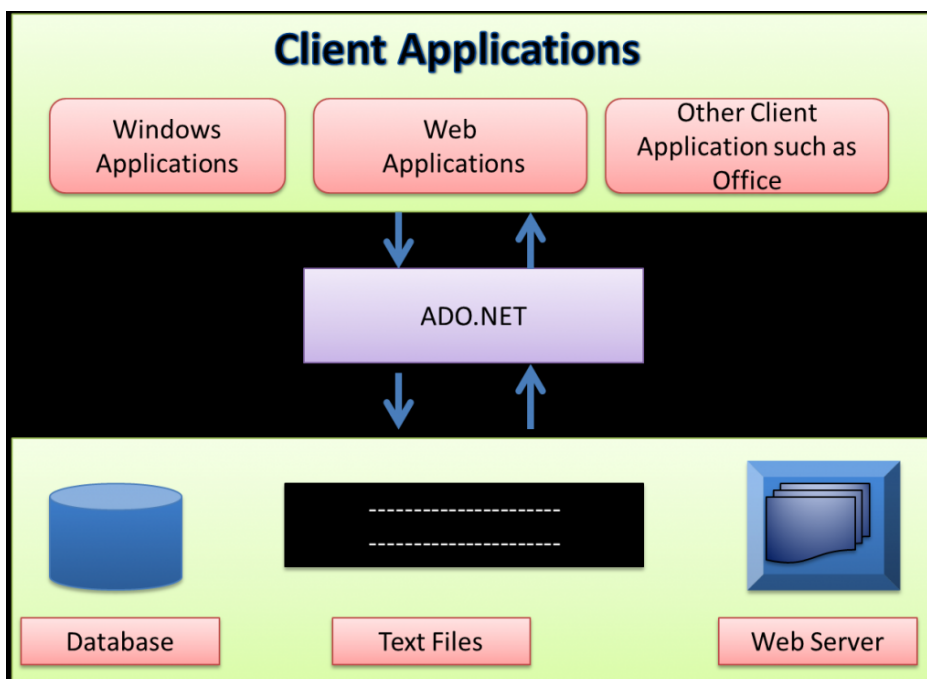 Client Applications
Windows
Applications
Web
Applications
Other Client
Application such as
Office
ADO.NET
-----------------------
-----------------------
Database
Text Files
Web Server